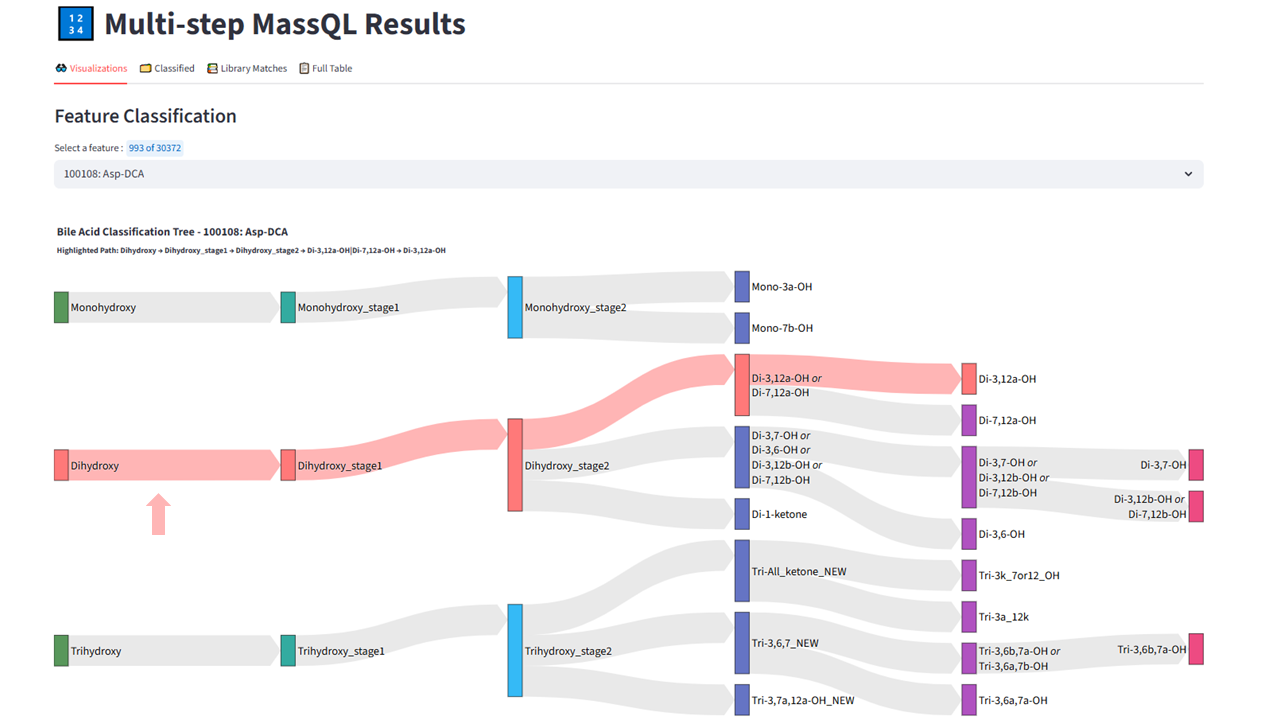 1 2
3 4
Multi-step MassQL Results
Visualizations
Classified
Library Matches
Full Table
Feature Classification
Select a feature : 993 of 30372
100108: Asp-DCA
Bile Acid Classification Tree - 100108: Asp-DCA
Highlighted Path: Dihydroxy → Dihydroxy_stage1 → Dihydroxy_stage2 → Di-3,12a-OH|Di-7,12a-OH → Di-3,12a-OH
Monohydroxy
Monohydroxy_stage1
Monohydroxy_stage2
Mono-3a-OH
Mono-7b-OH
Dihydroxy
Dihydroxy_stage1
Dihydroxy_stage2
Di-3,12a-OH or
Di-7,12a-OH
Di-3,12a-OH
Di-7,12a-OH
Di-3,7-OH or
Di-3,6-OH or
Di-3,12b-OH or
Di-7,12b-OH
Di-3,7-OH or
Di-3,12b-OH or
Di-7,12b-OH
Di-3,7-OH
Di-3,12b-OH or
Di-7,12b-OH
Di-1-ketone
Di-3,6-OH
Trihydroxy
Trihydroxy_stage1
Trihydroxy_stage2
Tri-All_ketone_NEW
Tri-3k_7or12_OH
Tri-3a_12k
Tri-3,6,7_NEW
Tri-3,6b,7a-OH or
Tri-3,6a,7b-OH
Tri-3,6b,7a-OH
Tri-3,7a,12a-OH_NEW
Tri-3,6a,7a-OH